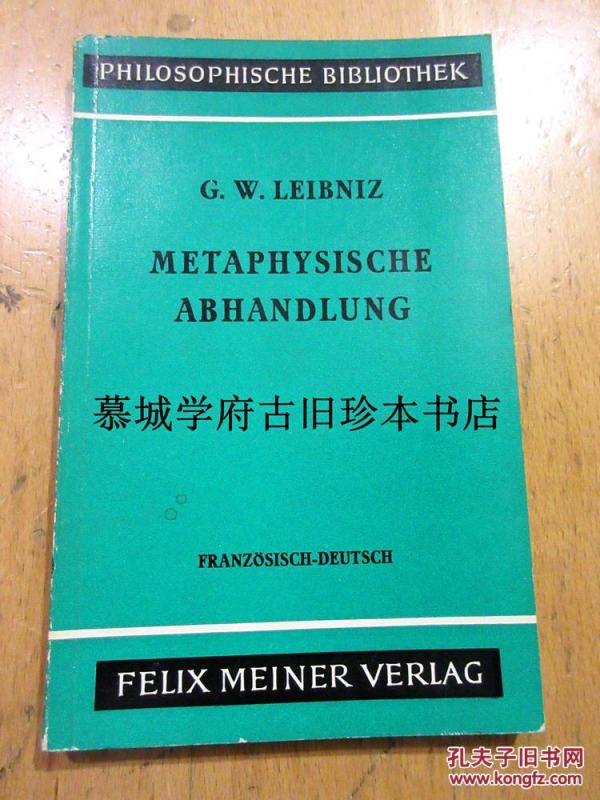 PHILOSOPHISCHE BIBLIOTHEK
G. W. LEIBNIZ
METAPHYSISCHE
ABHANDLUNG
慕城学府古旧珍本书店
FRANZÖSISCH-DEUTSCH
FELIX MEINER VERLAG
孔夫子旧书网
www.kongfz.com